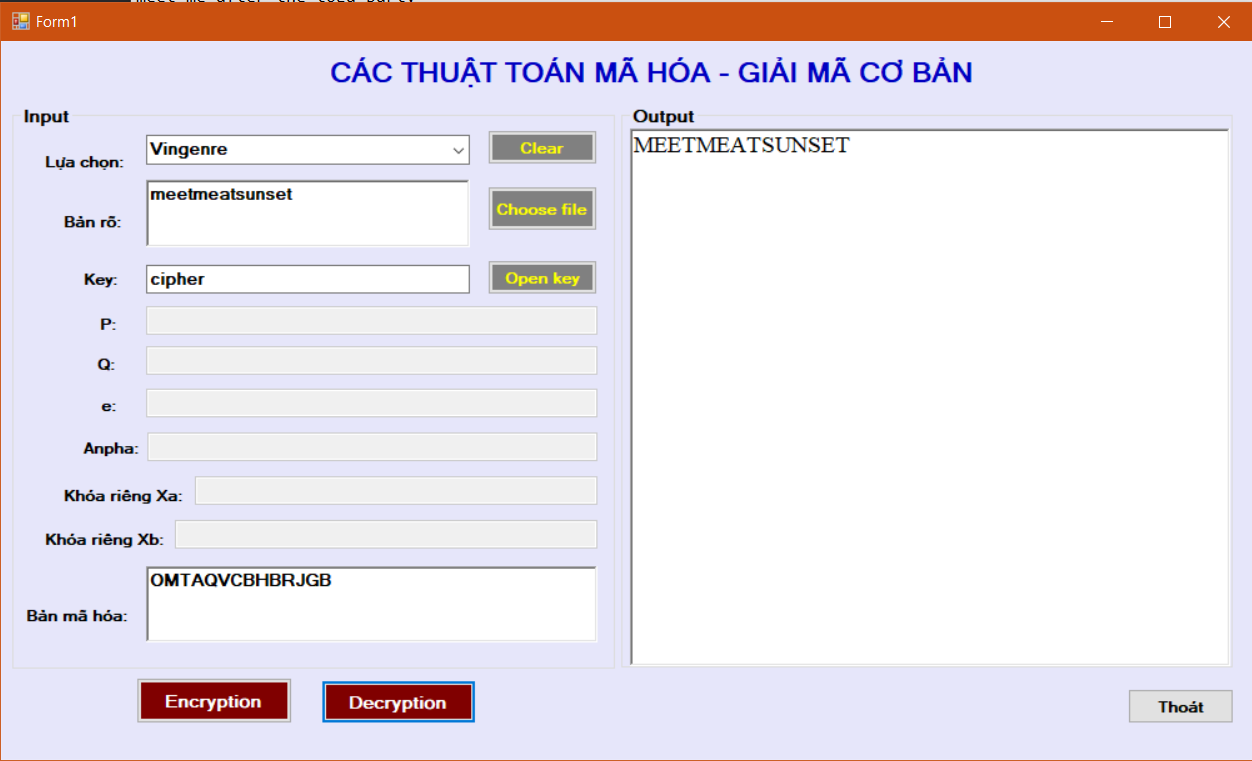 Form1
CÁC THUẬT TOÁN MÃ HÓA - GIẢI MÃ CƠ BẢN
Input
Lựa chọn:
Vingenre
Clear
Bản rõ:
meetmeatsunset
Choose file
Key:
cipher
Open key
P:
Q:
e:
Anpha:
Khóa riêng Xa:
Khóa riêng Xb:
Bản mã hóa:
OMTAQVCBHBRJGB
Encryption
Decryption
Output
MEETMEATSUNSET
Thoát